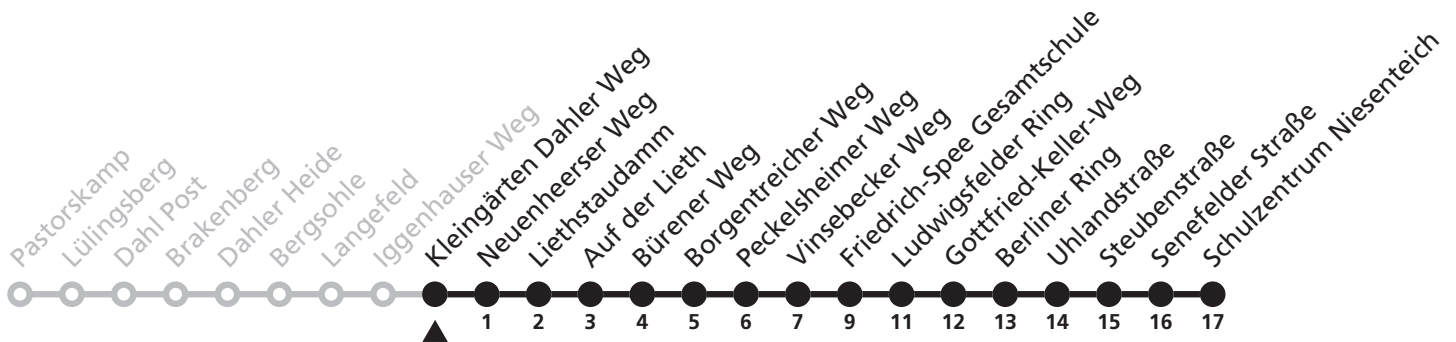 Pastorskamp
Lülingsberg
Dahl Post
Brakenberg
Dahler Heide
Bergsohle
Langefeld
Iggenhauser Weg
Kleingärten Dahler Weg
Neuenheerser Weg
Liethstaudamm
Auf der Lieth
Bürener Weg
Borgentreicher Weg
Peckelsheimer Weg
Vinsebecker Weg
Friedrich-Spee Gesamtschule
Ludwigsfelder Ring
Gottfried-Keller-Weg
Berliner Ring
Uhlandstraße
Steubenstraße
Senefelder Straße
Schulzentrum Niesenteich
1 2 3 4 5 6 7 9 11 12 13 14 15 16 17